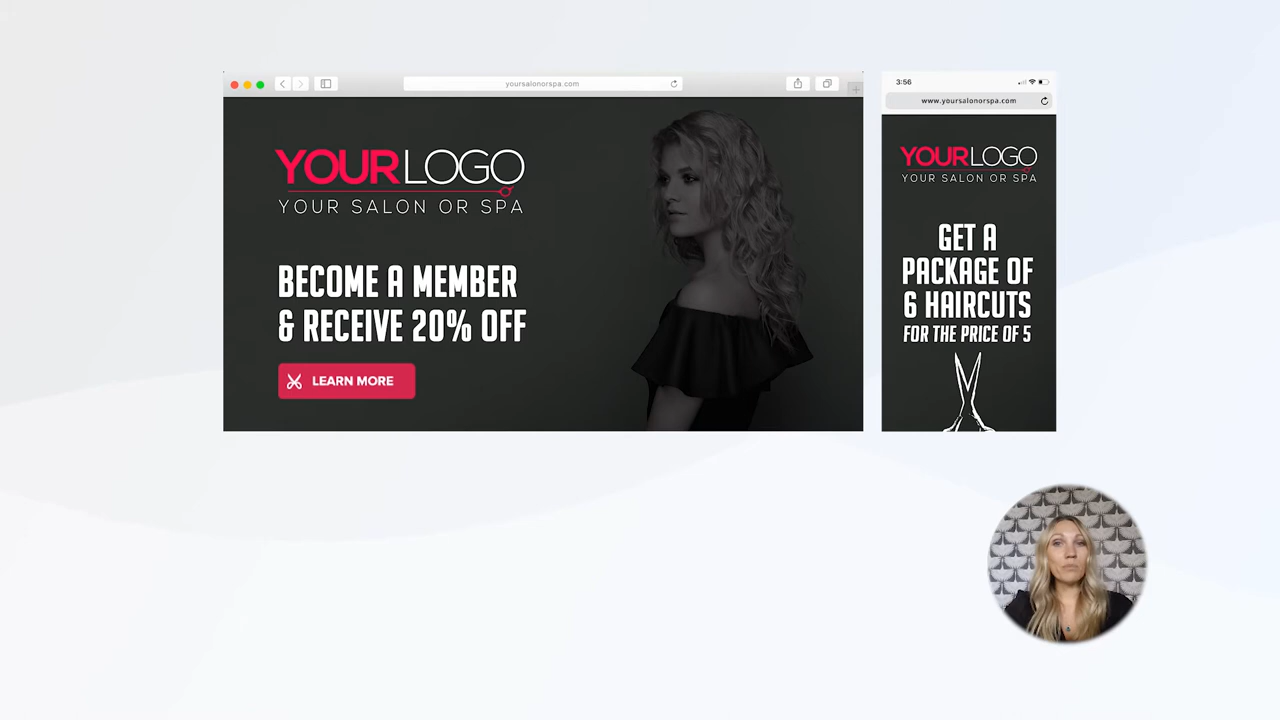 yoursalonorspa.com
YOURLOGO
YOUR SALON OR SPA
BECOME A MEMBER
& RECEIVE 20% OFF
LEARN MORE
3:56
www.yoursalonorspa.com
YOURLOGO
YOUR SALON OR SPA
GET A
PACKAGE OF
6 HAIRCUTS
FOR THE PRICE OF 5